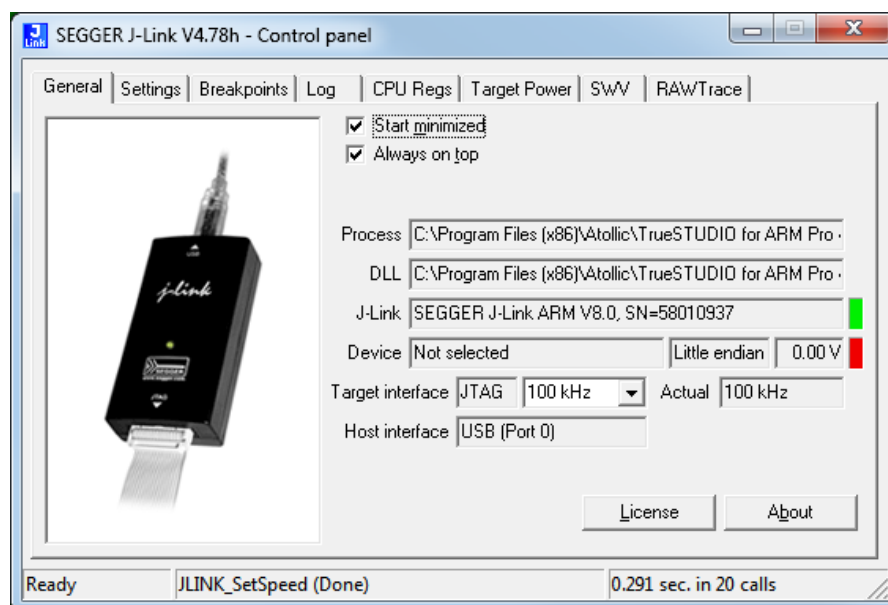 SEGGER J-Link V4.78h - Control panel
General Settings Breakpoints Log CPU Regs Target Power SWV RAWTrace
Start minimized
Always on top
Process C:\Program Files (x86)\Atollic\TrueSTUDIO for ARM Pro
DLL C:\Program Files (x86)\Atollic\TrueSTUDIO for ARM Pro
J-Link SEGGER J-Link ARM V8.0, SN=58010937
Device Not selected Little endian 0.00 V
Target interface JTAG 100 kHz Actual 100 kHz
Host interface USB (Port 0)
USB
j-link
SEGGER
JTAG
License About
Ready JLINK_SetSpeed (Done) 0.291 sec. in 20 calls